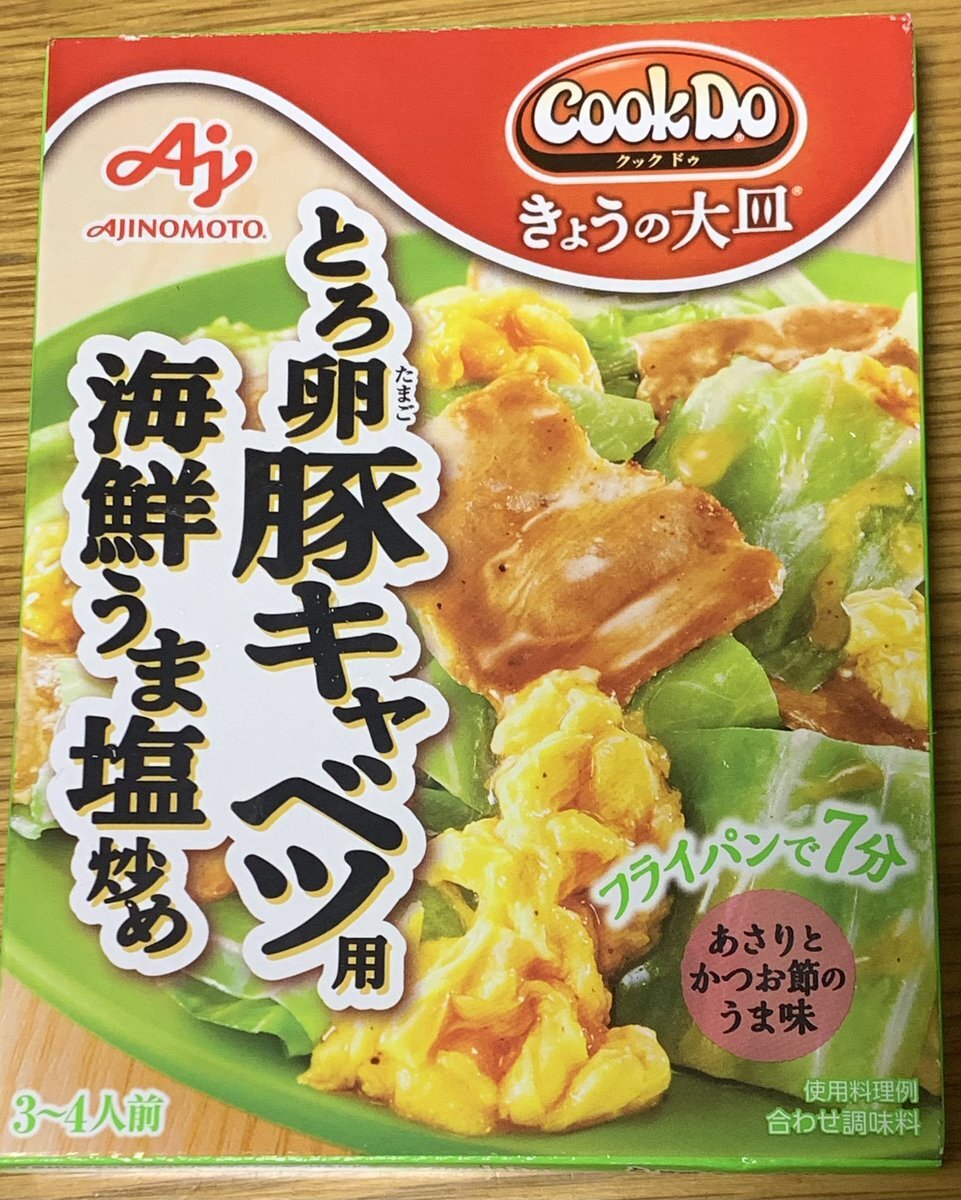 CookDo®
クックドゥ
きょうの大皿®
Aj
AJINOMOTO®
とろ卵豚キャベツ用
たまご
海鮮うま塩炒め
フライパンで7分
あさりと
かつお節の
うま味
3~4人前
使用料理例
合わせ調味料